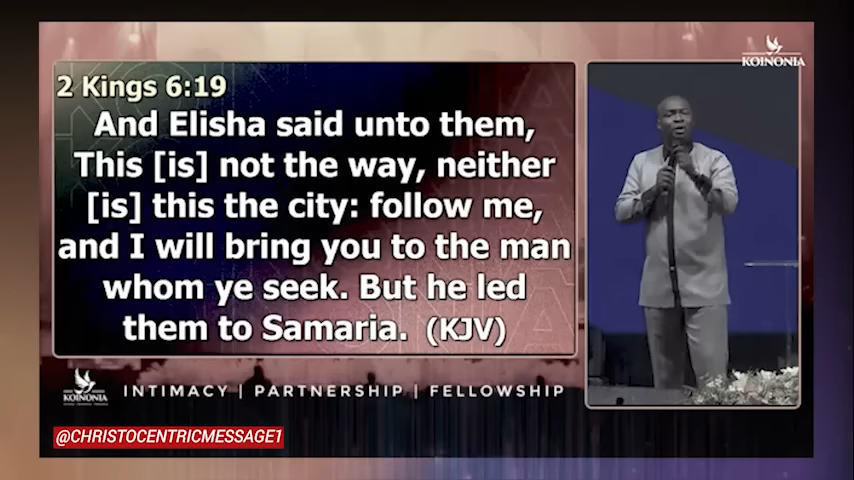 KOINONIA
2 Kings 6:19
And Elisha said unto them,
This [is] not the way, neither
[is] this the city: follow me,
and I will bring you to the man
whom ye seek. But he led
them to Samaria. (KJV)
KOINONIA
INTIMACY | PARTNERSHIP | FELLOWSHIP
@CHRISTOCENTRICMESSAGE1